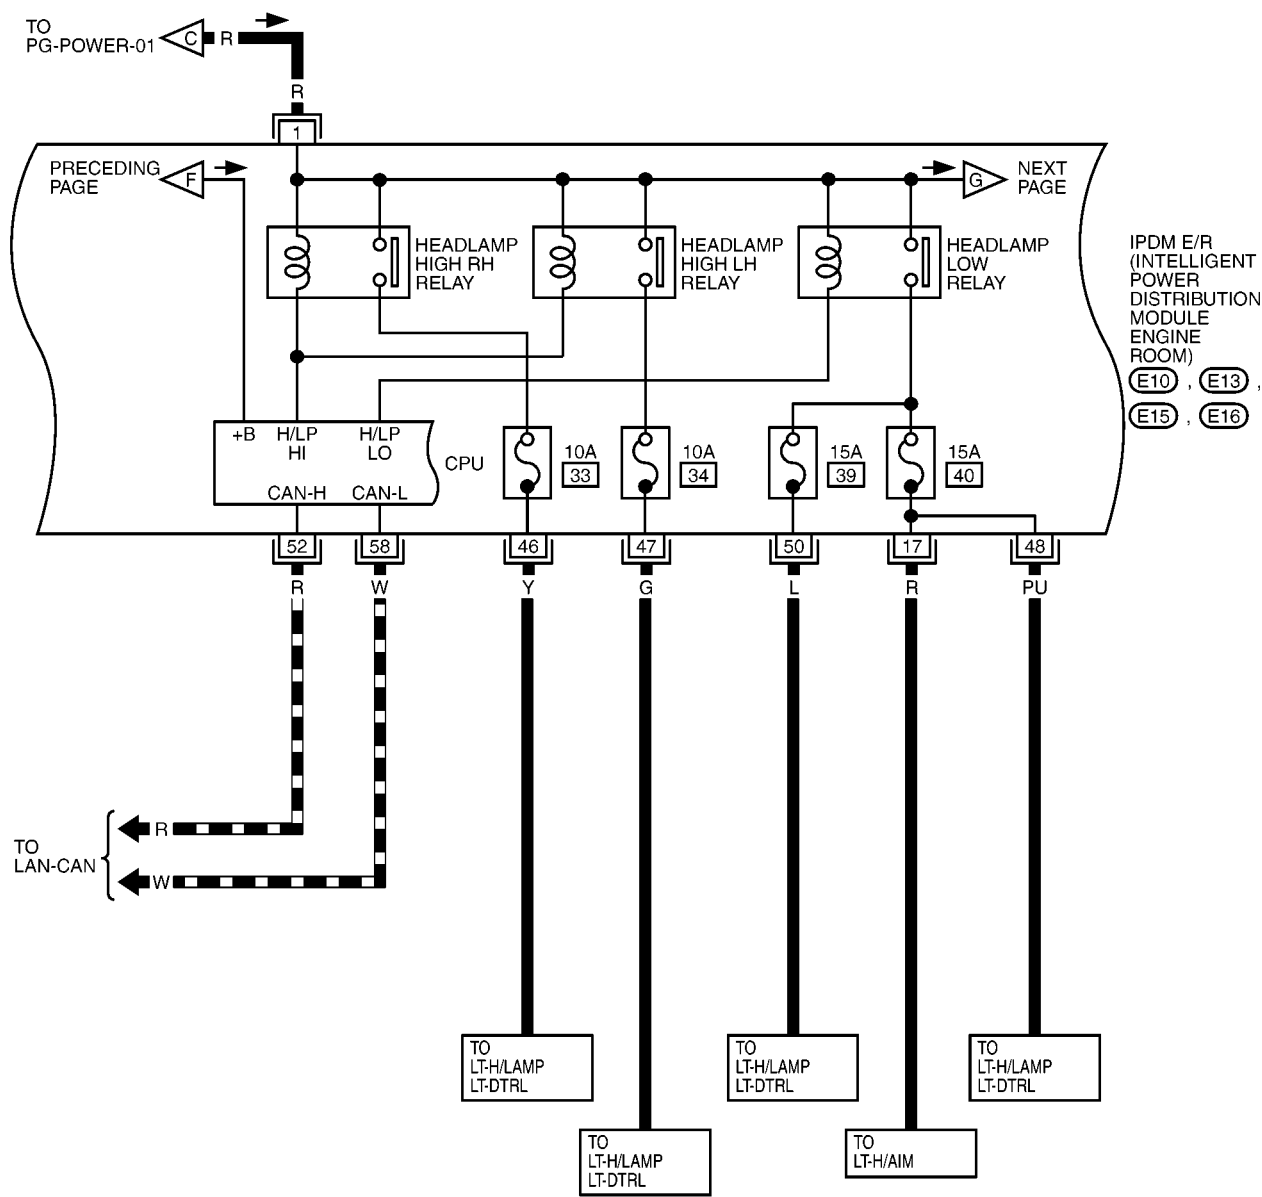 TO
PG-POWER-01
C
R
R
1
PRECEDING
PAGE
F
G
NEXT
PAGE
HEADLAMP
HIGH RH
RELAY
HEADLAMP
HIGH LH
RELAY
HEADLAMP
LOW
RELAY
IPDM E/R
(INTELLIGENT
POWER
DISTRIBUTION
MODULE
ENGINE
ROOM)
E10 , E13 ,
E15 , E16
+B
H/LP
HI
H/LP
LO
CPU
CAN-H
CAN-L
10A
33
10A
34
15A
39
15A
40
52 58 46 47 50 17 48
R W Y G L R PU
TO
LAN-CAN
R
W
TO
LT-H/LAMP
LT-DTRL
TO
LT-H/LAMP
LT-DTRL
TO
LT-H/LAMP
LT-DTRL
TO
LT-H/LAMP
LT-DTRL
TO
LT-H/AIM